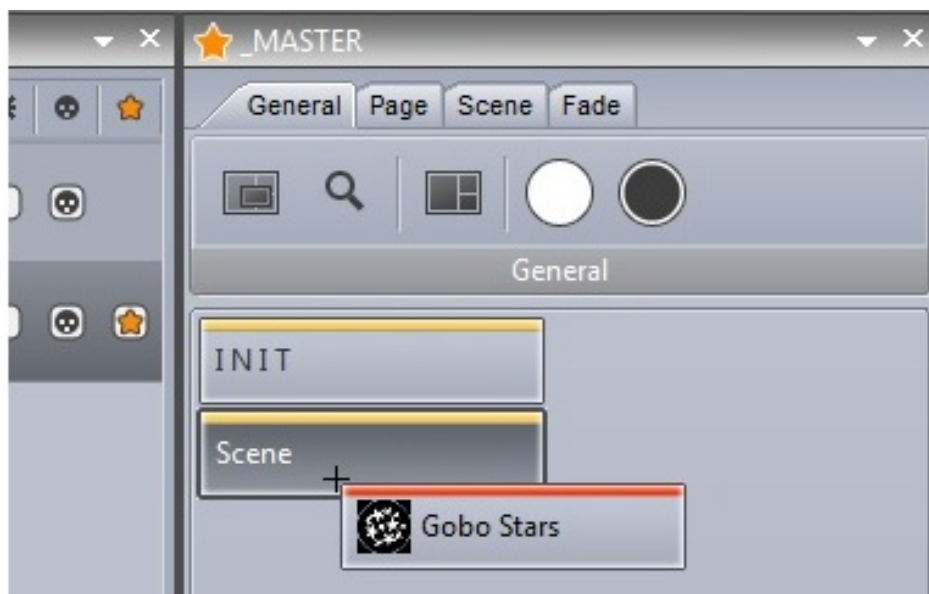 _MASTER
General Page Scene Fade
General
INIT
Scene
Gobo Stars